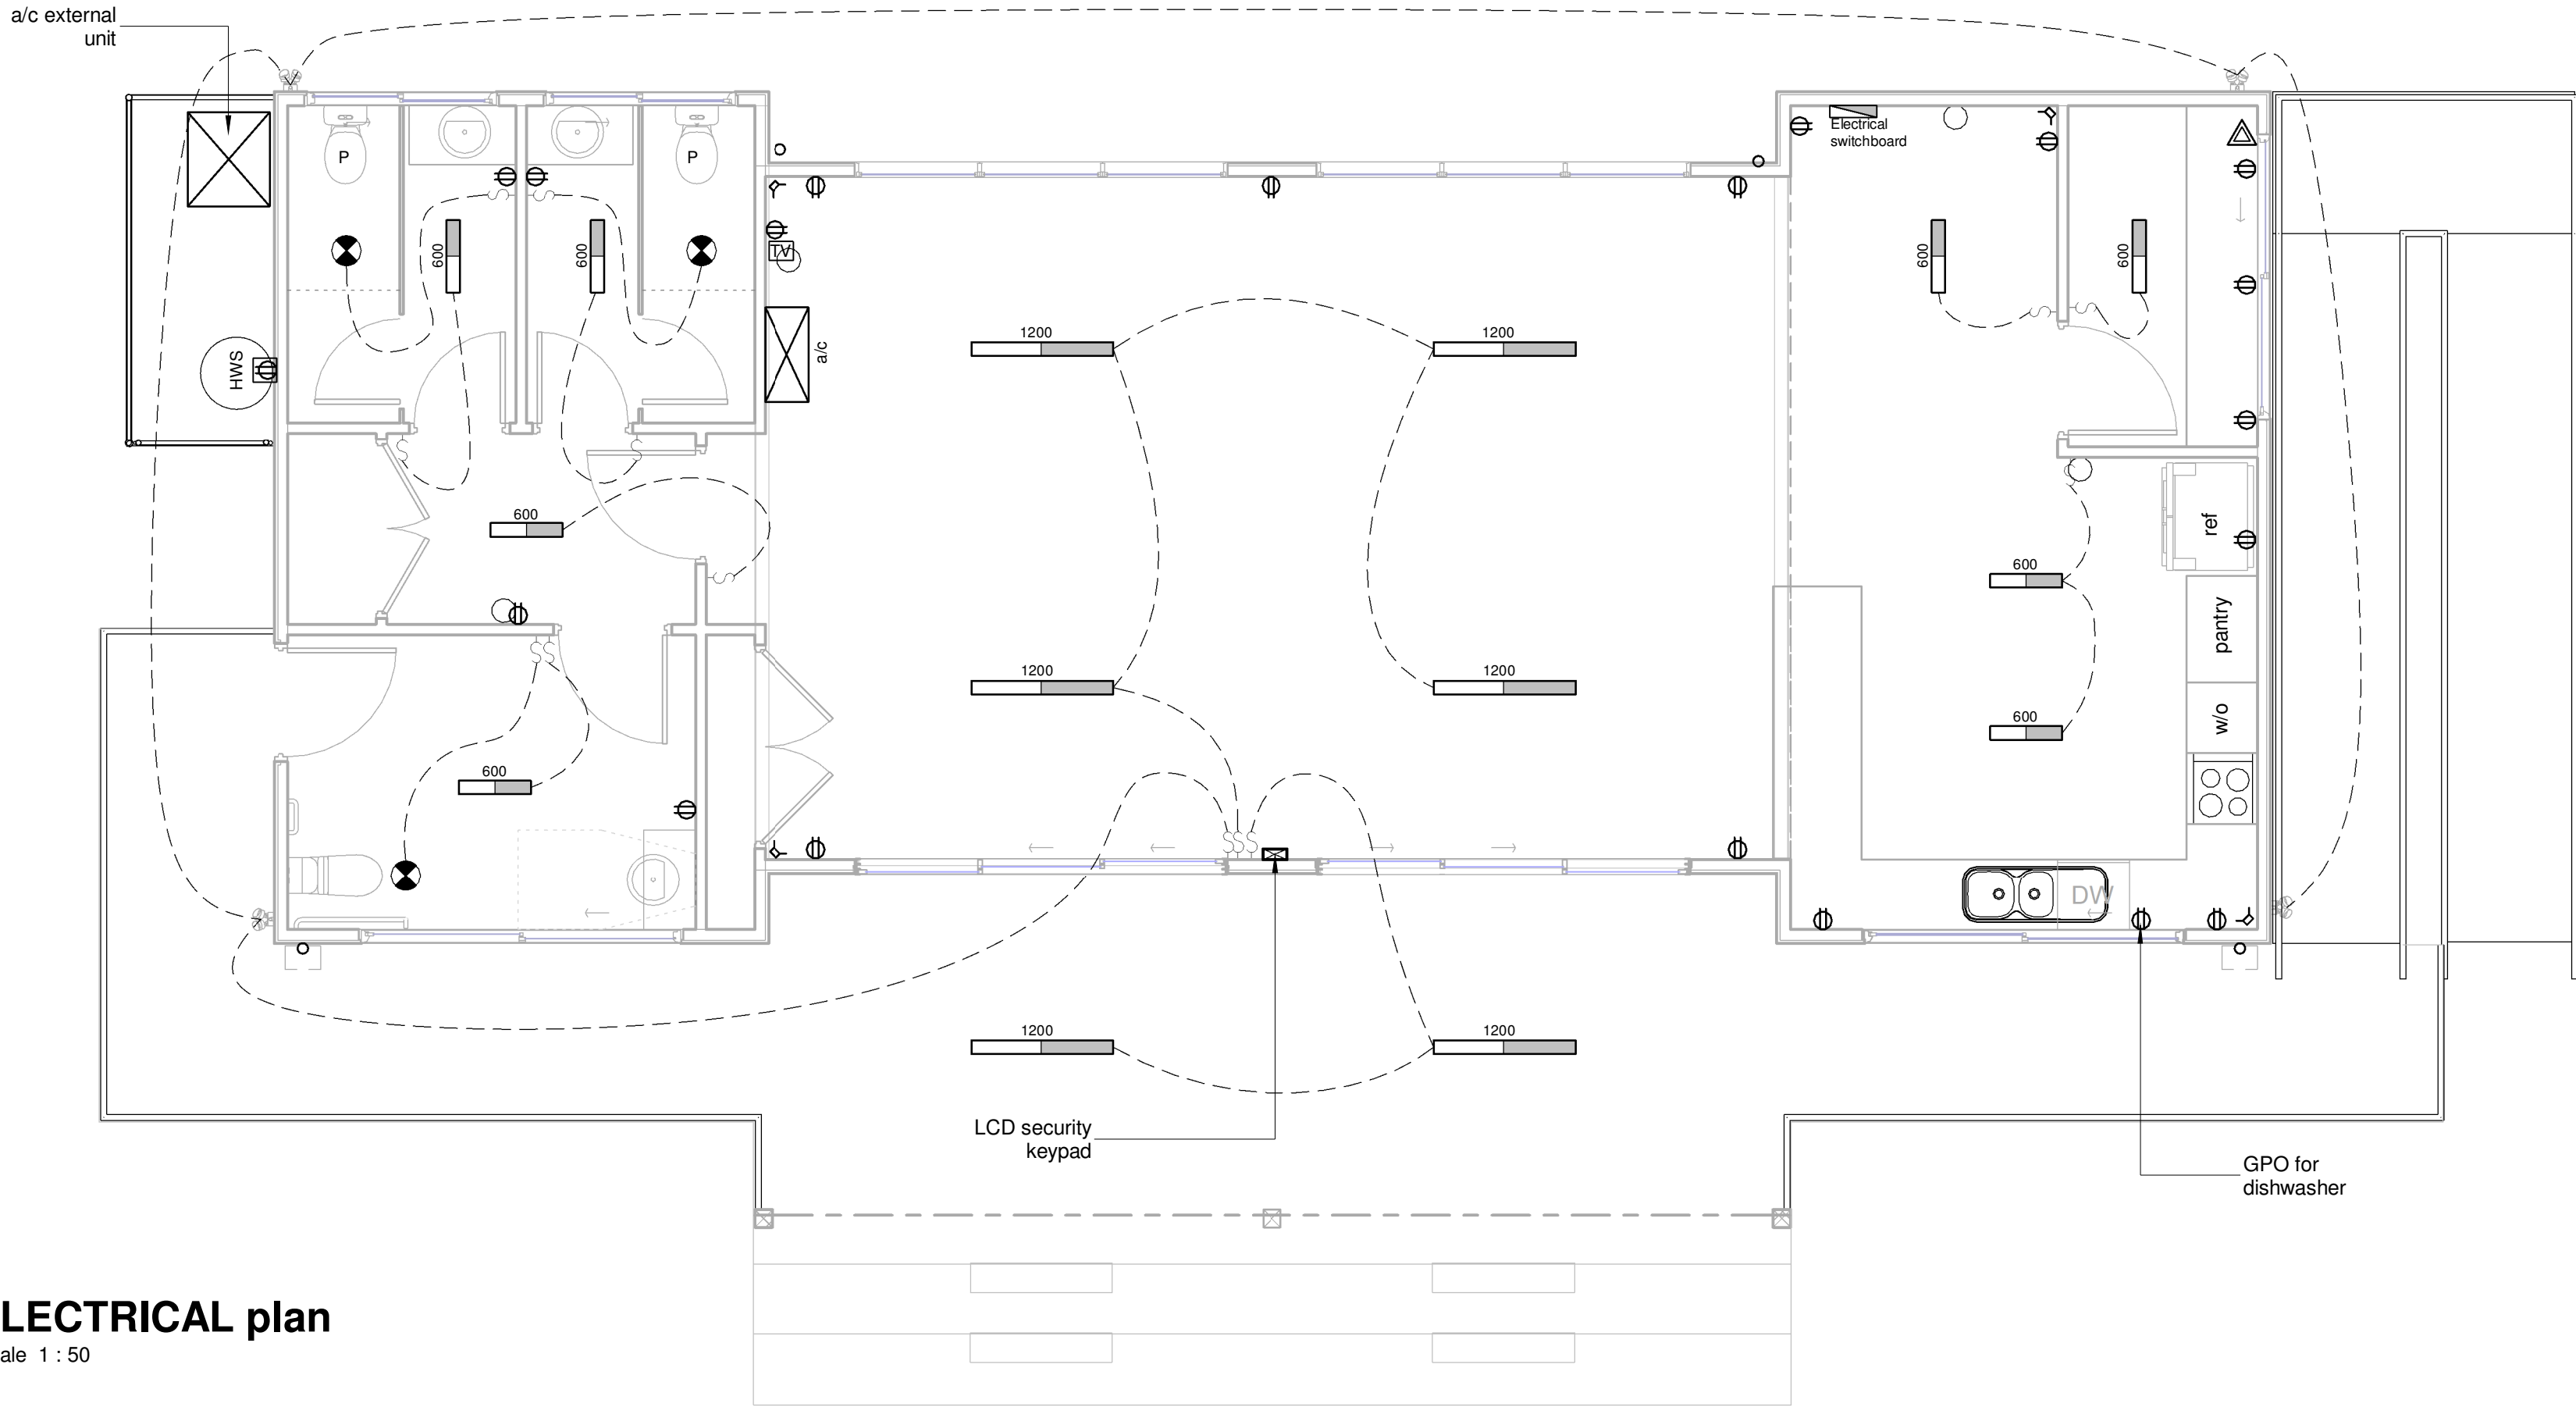 a/c external
unit
P
P
Electrical
switchboard
600
600
TV
600
600
HWS
a/c
1200
1200
600
ref
600
pantry
1200
1200
w/o
600
600
DW
1200
1200
LCD security
keypad
GPO for
dishwasher
LECTRICAL plan
ale 1 : 50